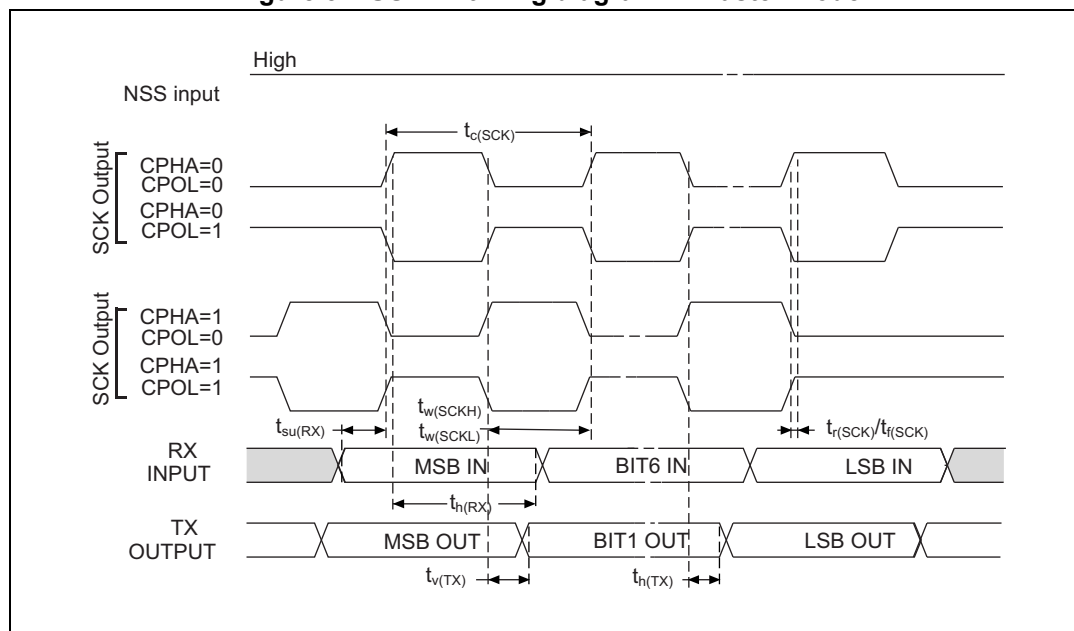 High
NSS input
tc(SCK)
SCK Output
CPHA=0
CPOL=0
CPHA=0
CPOL=1
SCK Output
CPHA=1
CPOL=0
CPHA=1
CPOL=1
tw(SCKH)
tw(SCKL)
tsu(RX)
tr(SCK)/tf(SCK)
RX
INPUT
MSB IN
BIT6 IN
LSB IN
th(RX)
TX
OUTPUT
MSB OUT
BIT1 OUT
LSB OUT
tv(TX)
th(TX)